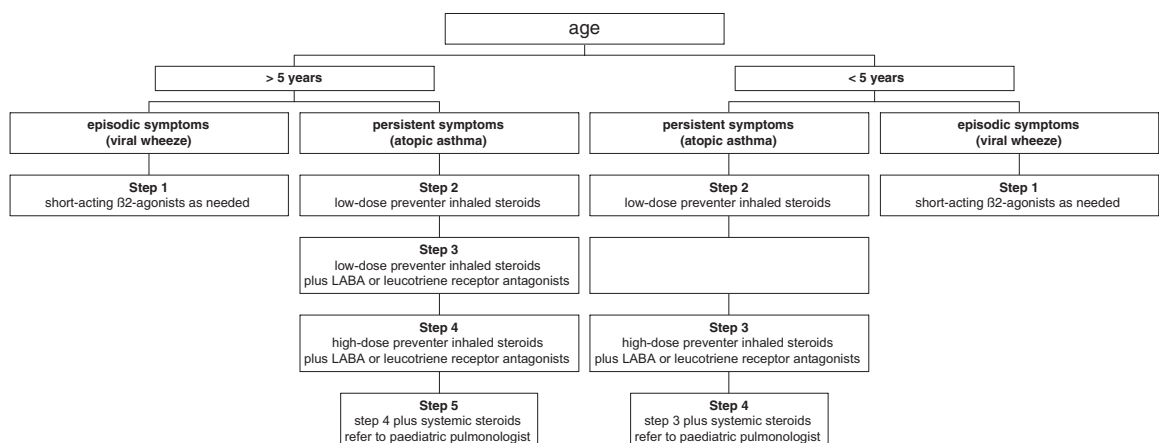 age
> 5 years
< 5 years
episodic symptoms
(viral wheeze)
persistent symptoms
(atopic asthma)
persistent symptoms
(atopic asthma)
episodic symptoms
(viral wheeze)
Step 1
short-acting ß2-agonists as needed
Step 2
low-dose preventer inhaled steroids
Step 2
low-dose preventer inhaled steroids
Step 1
short-acting ß2-agonists as needed
Step 3
low-dose preventer inhaled steroids
plus LABA or leucotriene receptor antagonists
Step 4
high-dose preventer inhaled steroids
plus LABA or leucotriene receptor antagonists
Step 3
high-dose preventer inhaled steroids
plus LABA or leucotriene receptor antagonists
Step 5
step 4 plus systemic steroids
refer to paediatric pulmonologist
Step 4
step 3 plus systemic steroids
refer to paediatric pulmonologist